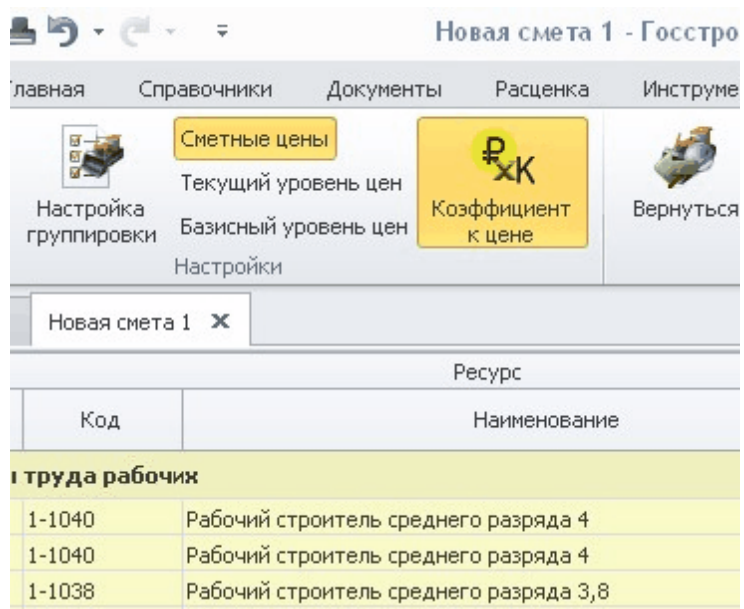 Новая смета 1 - Госстро
лавная Справочники Документы Расценка Инструме
Настройка группировки
Сметные цены
Текущий уровень цен
Базисный уровень цен
₽xK
Коэффициент к цене
Вернуться
Настройки
Новая смета 1 X
Ресурс
Код Наименование
ы труда рабочих
1-1040 Рабочий строитель среднего разряда 4
1-1040 Рабочий строитель среднего разряда 4
1-1038 Рабочий строитель среднего разряда 3,8